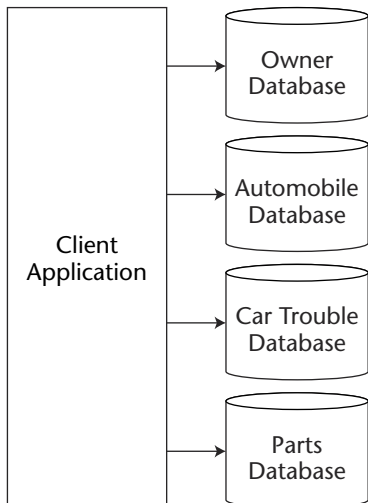 Client
Application
Owner
Database
Automobile
Database
Car Trouble
Database
Parts
Database